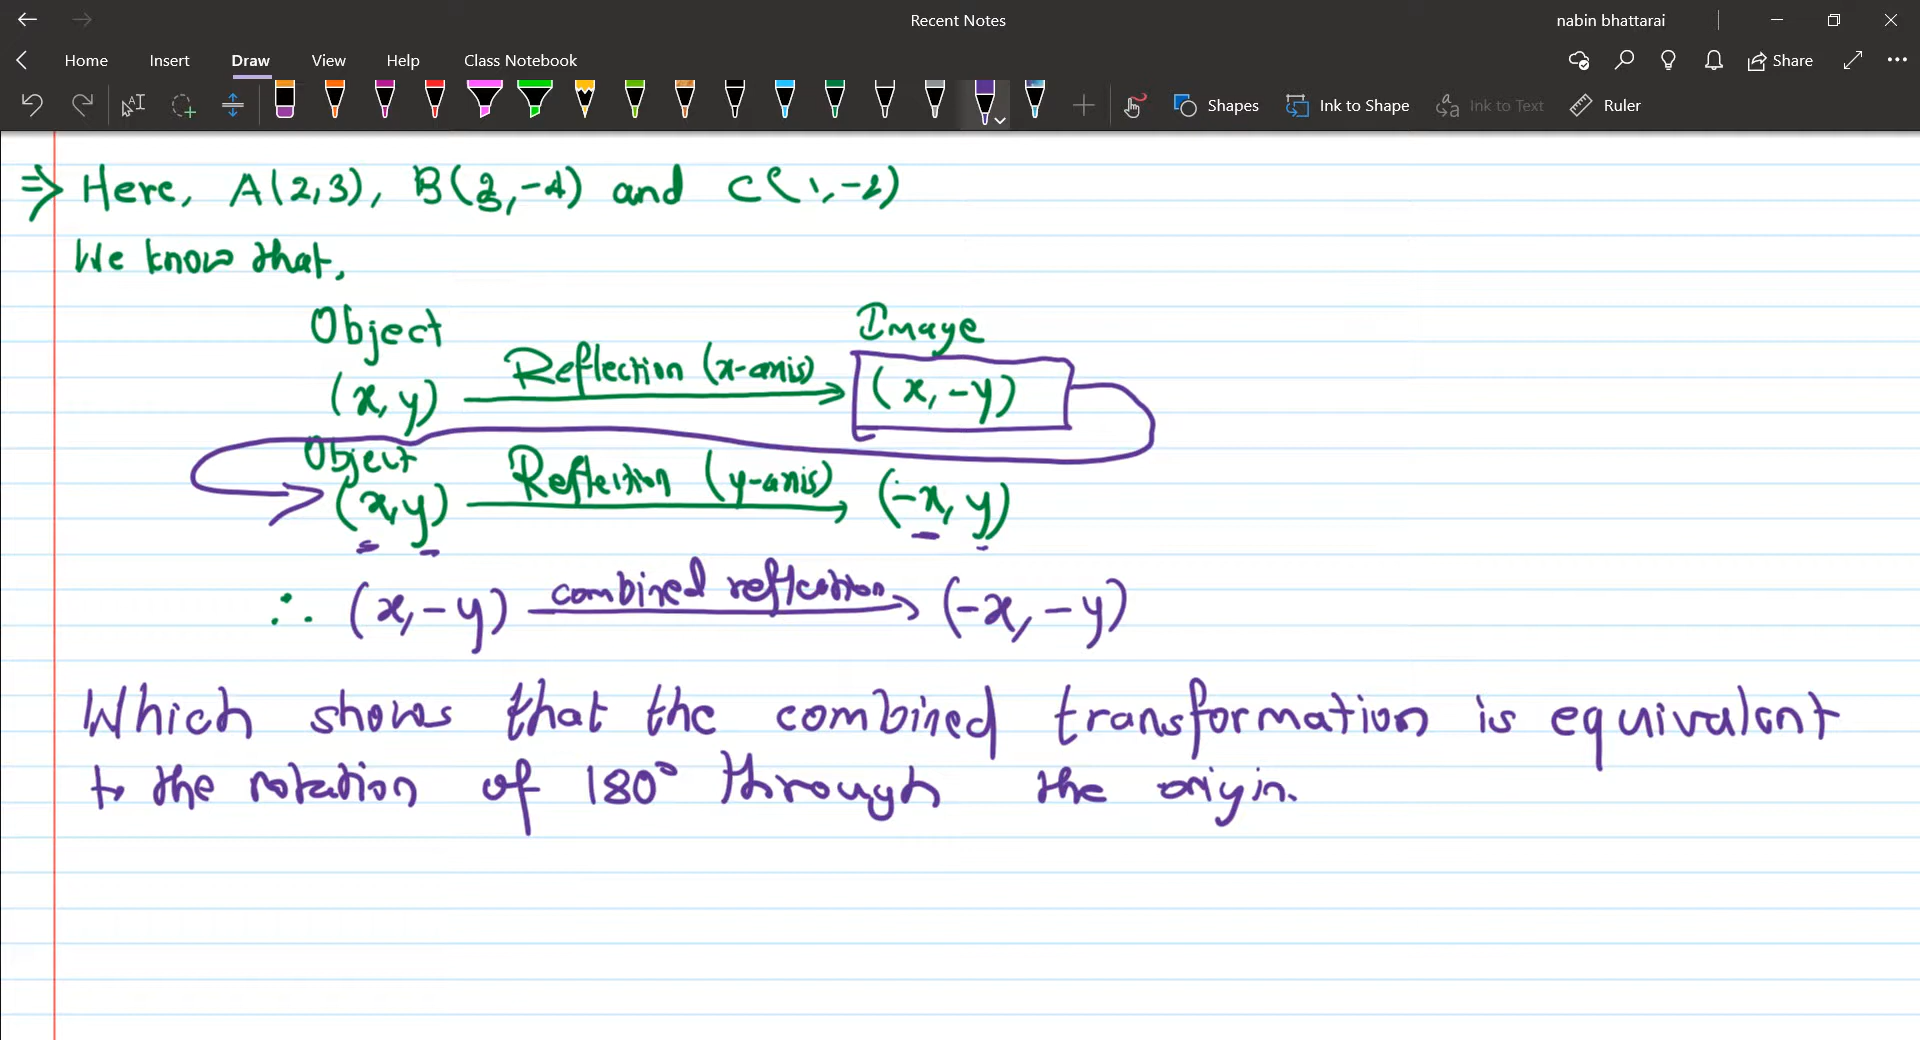 Recent Notes
nabin bhattarai
Home Insert Draw View Help Class Notebook
Share
Shapes Ink to Shape Ink to Text Ruler
⇒ Here, A(2,3), B(3,-4) and C(1,-2)
We know that,
Object Image
(x,y) Reflection (x-axis) (x,-y)
Object
(x,y) Reflection (y-axis) (-x, y)
∴ (x,-y) combined reflection (-x, -y)
Which shows that the combined transformation is equivalent
to the rotation of 180° through the origin.